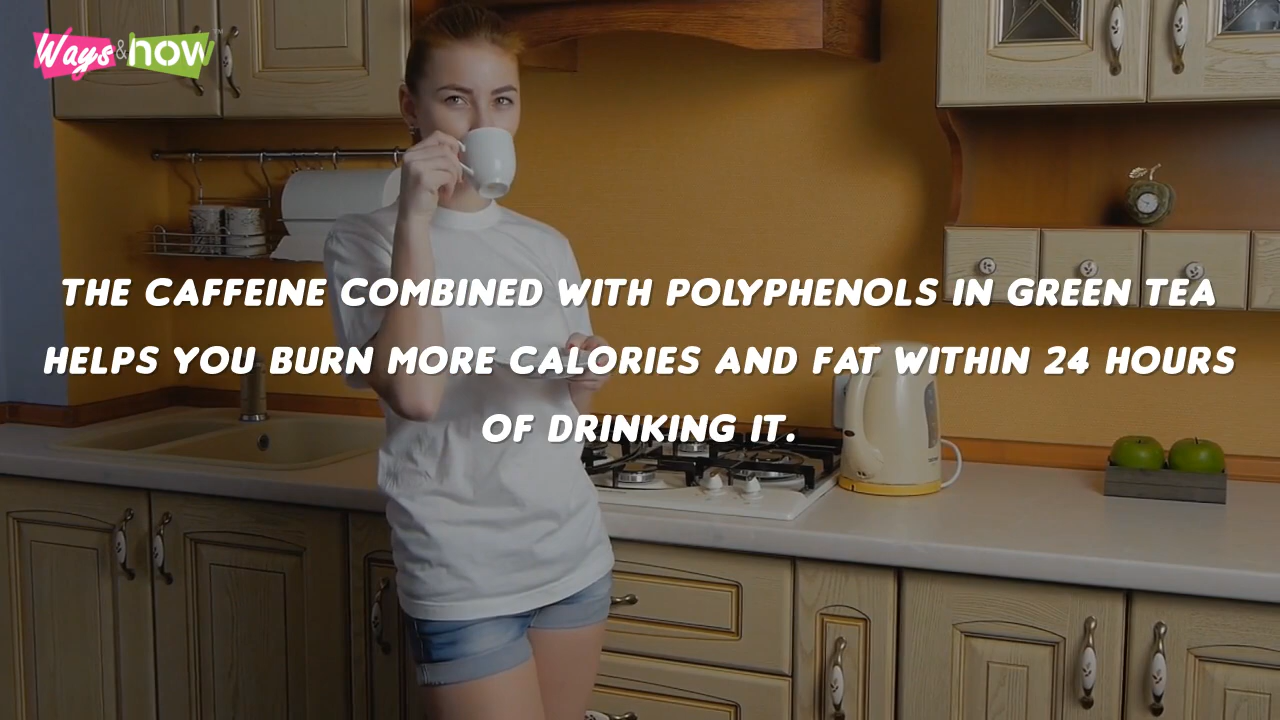 Ways & how ™
THE CAFFEINE COMBINED WITH POLYPHENOLS IN GREEN TEA
HELPS YOU BURN MORE CALORIES AND FAT WITHIN 24 HOURS
OF DRINKING IT.